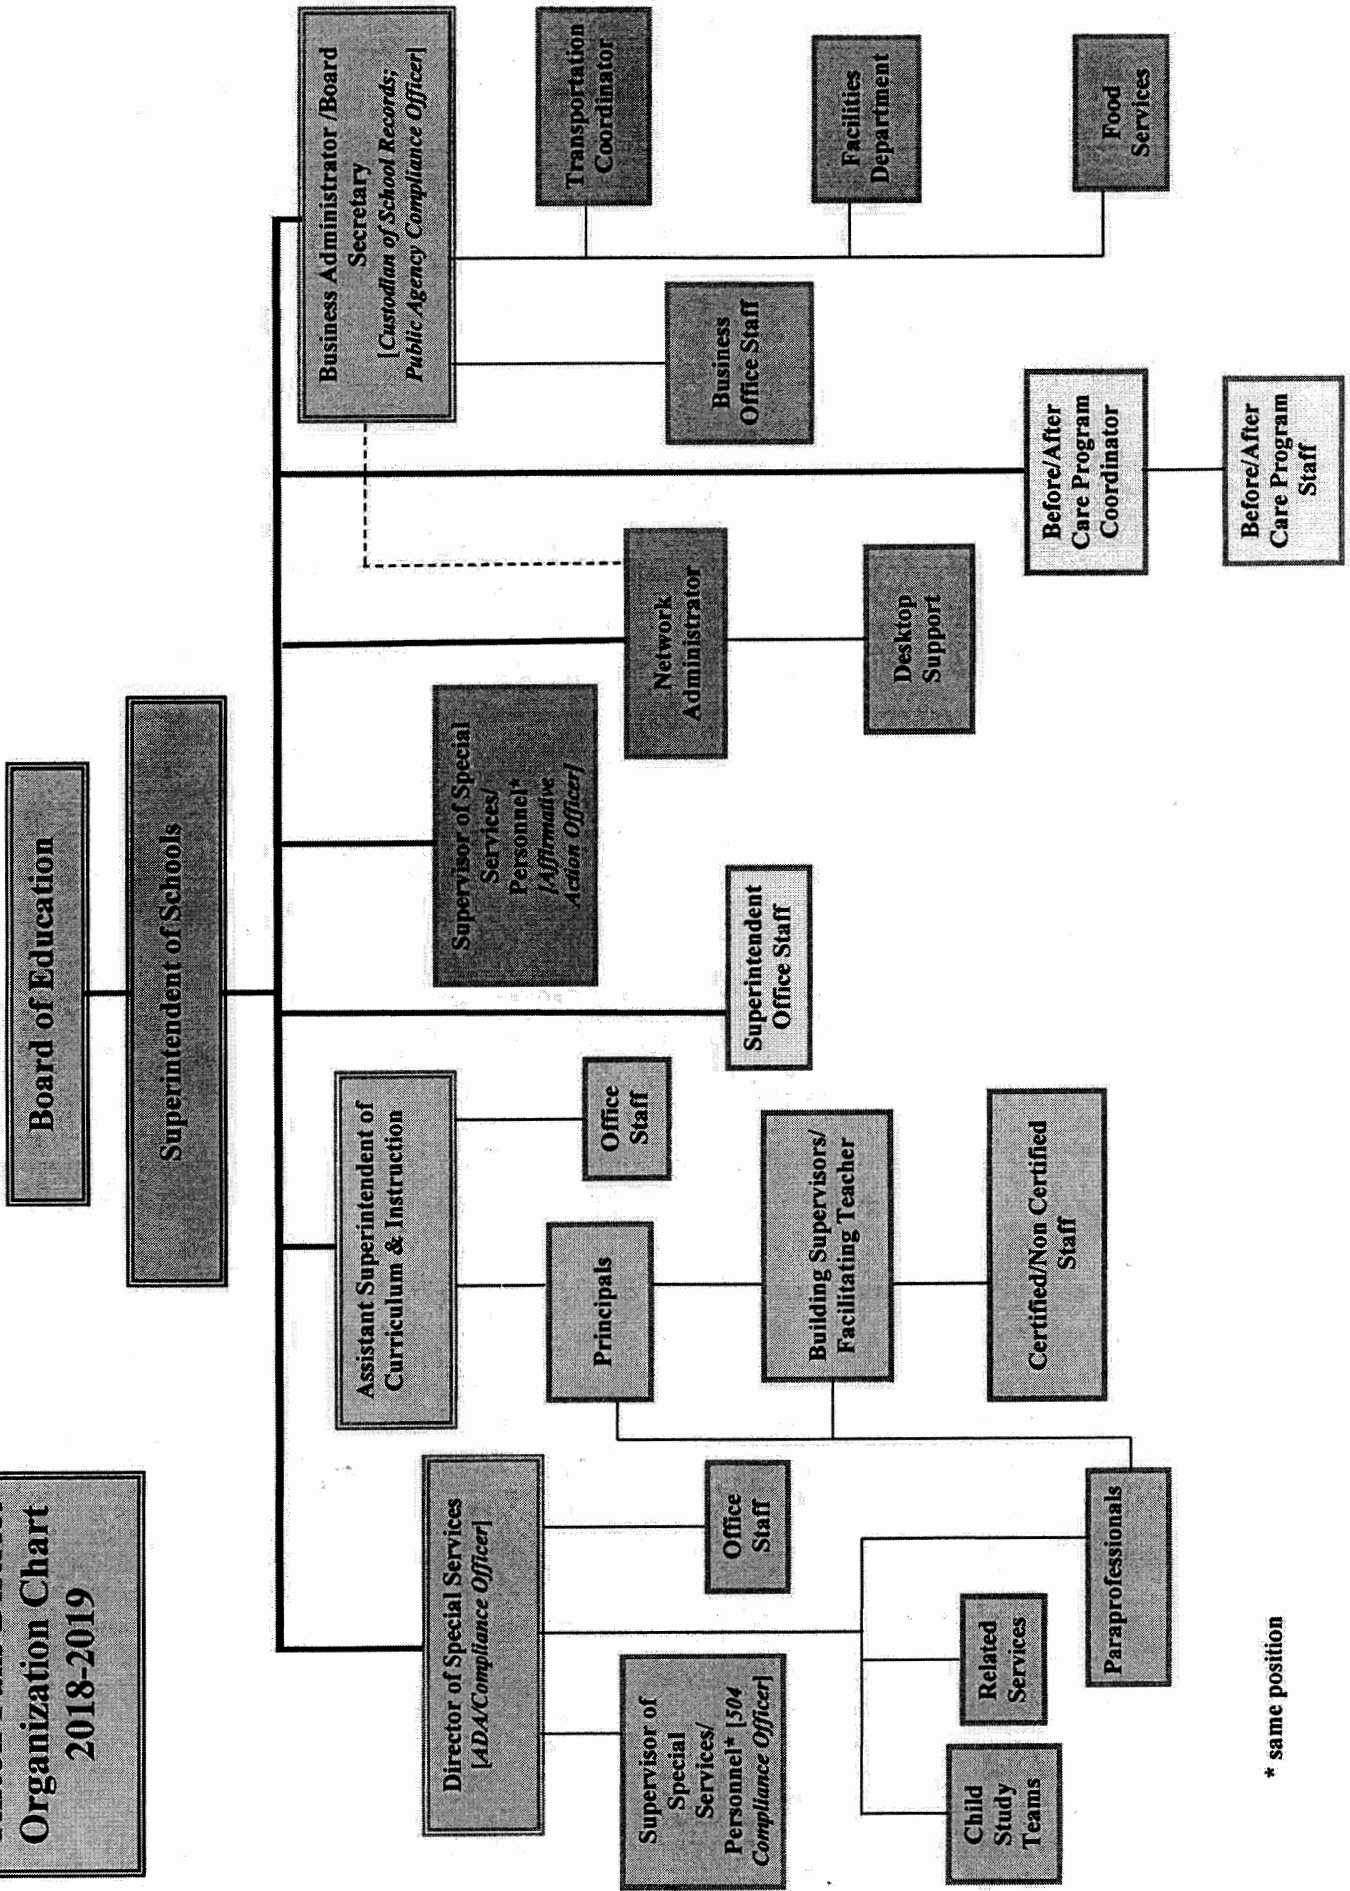 Organization Chart
2018-2019
Board of Education
Superintendent of Schools
Director of Special Services
[ADA/Compliance Officer]
Supervisor of
Special
Services/
Personnel* [504
Compliance Officer]
Office
Staff
Child
Study
Teams
Related
Services
Paraprofessionals
Assistant Superintendent of
Curriculum & Instruction
Principals
Office
Staff
Building Supervisors/
Facilitating Teacher
Certified/Non Certified
Staff
Superintendent
Office Staff
Supervisor of Special
Services/
Personnel*
[Affirmative
Action Officer]
Network
Administrator
Desktop
Support
Before/After
Care Program
Coordinator
Before/After
Care Program
Staff
Business Administrator /Board
Secretary
[Custodian of School Records;
Public Agency Compliance Officer]
Business
Office Staff
Transportation
Coordinator
Facilities
Department
Food
Services
* same position